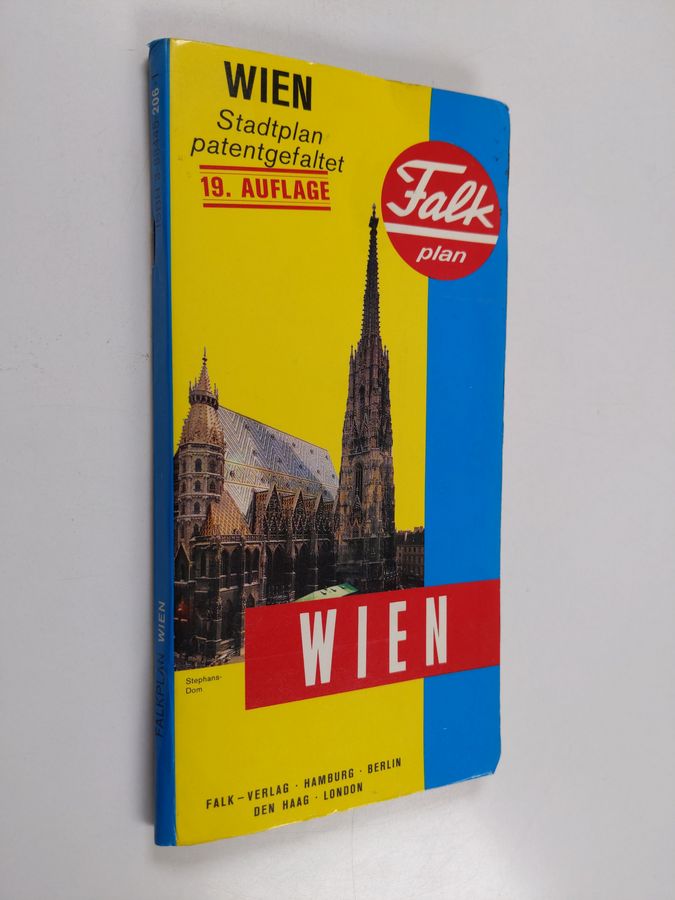 WIEN
Stadtplan
patentgefaltet
19. AUFLAGE
Falk
plan
WIEN
Stephans-
Dom
FALK–VERLAG · HAMBURG · BERLIN
DEN HAAG · LONDON
FALKPLAN WIEN